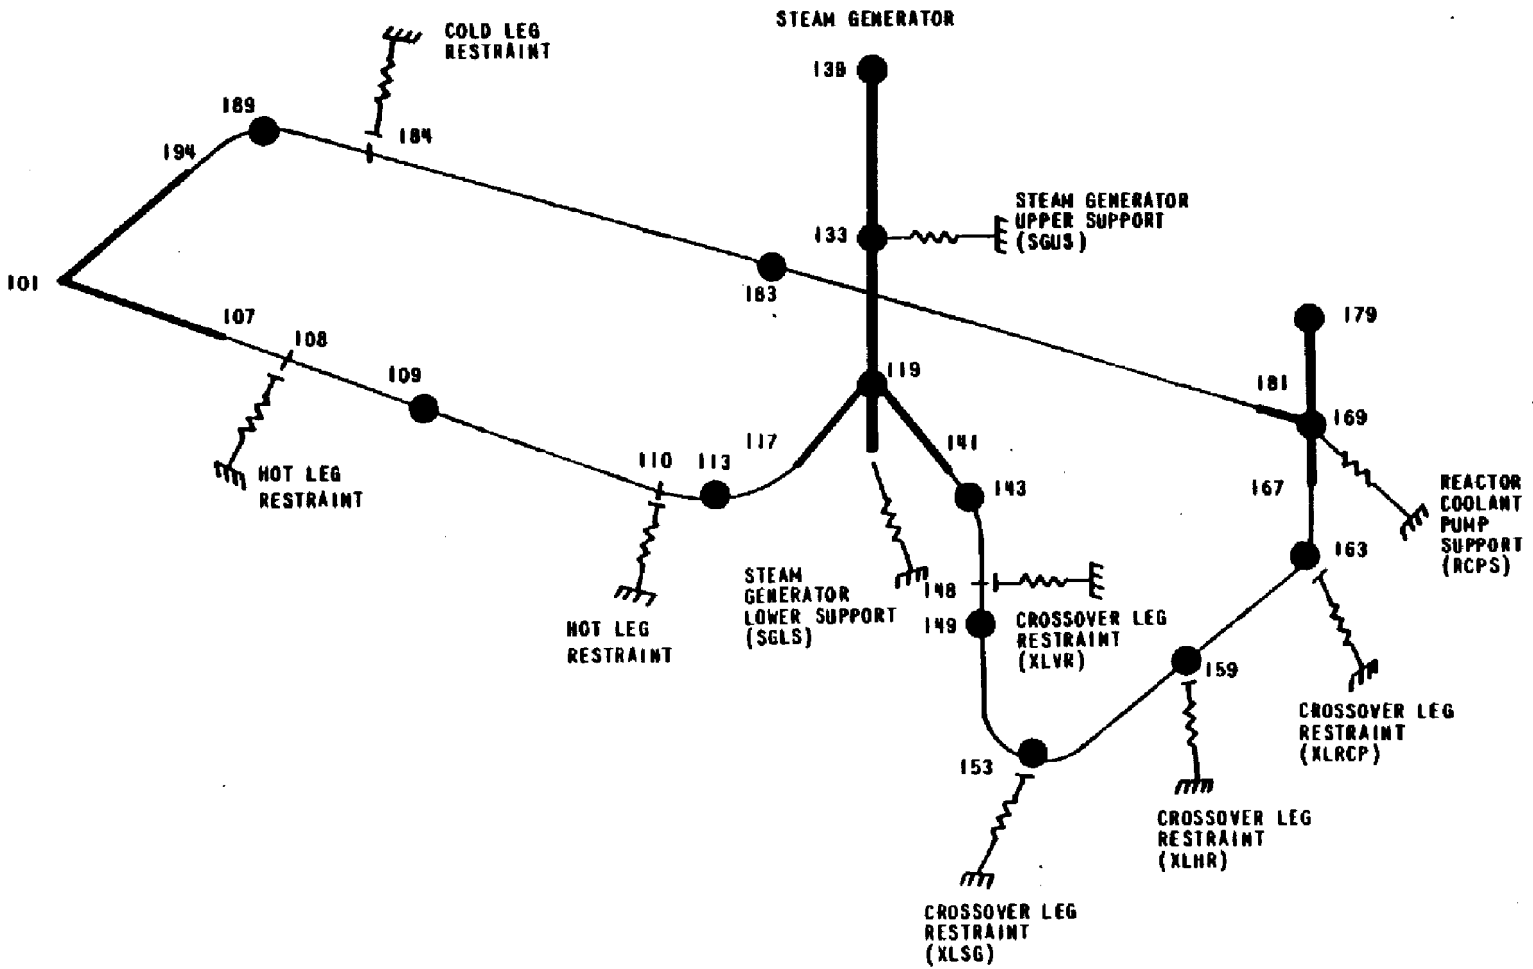 STEAM GENERATOR
COLD LEG
RESTRAINT
139
189
184
194
STEAM GENERATOR
UPPER SUPPORT
(SGUS)
133
101
183
107
108
179
109
119
181
169
117
141
110
113
143
167
HOT LEG
RESTRAINT
REACTOR
COOLANT
PUMP
SUPPORT
(RCPS)
163
STEAM
GENERATOR
LOWER SUPPORT
(SGLS)
148
149
CROSSOVER LEG
RESTRAINT
(XLVR)
HOT LEG
RESTRAINT
159
CROSSOVER LEG
RESTRAINT
(XLRCP)
153
CROSSOVER LEG
RESTRAINT
(XLHR)
CROSSOVER LEG
RESTRAINT
(XLSG)